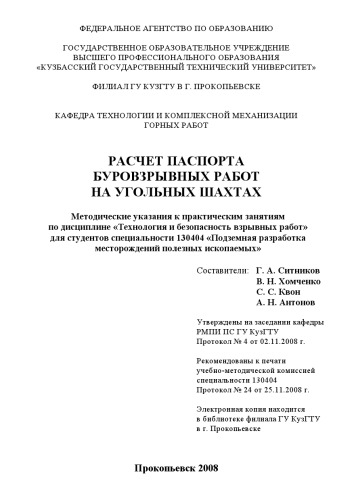 ФЕДЕРАЛЬНОЕ АГЕНТСТВО ПО ОБРАЗОВАНИЮ
ГОСУДАРСТВЕННОЕ ОБРАЗОВАТЕЛЬНОЕ УЧРЕЖДЕНИЕ
ВЫСШЕГО ПРОФЕССИОНАЛЬНОГО ОБРАЗОВАНИЯ
«КУЗБАССКИЙ ГОСУДАРСТВЕННЫЙ ТЕХНИЧЕСКИЙ УНИВЕРСИТЕТ»
ФИЛИАЛ ГУ КУЗГТУ В Г. ПРОКОПЬЕВСКЕ
КАФЕДРА ТЕХНОЛОГИИ И КОМПЛЕКСНОЙ МЕХАНИЗАЦИИ
ГОРНЫХ РАБОТ
РАСЧЕТ ПАСПОРТА
БУРОВЗРЫВНЫХ РАБОТ
НА УГОЛЬНЫХ ШАХТАХ
Методические указания к практическим занятиям
по дисциплине «Технология и безопасность взрывных работ»
для студентов специальности 130404 «Подземная разработка
месторождений полезных ископаемых»
Составители: Г. А. Ситников
В. Н. Хомченко
С. С. Квон
А. Н. Антонов
Утверждены на заседании кафедры
РМПИ ПС ГУ КузГТУ
Протокол № 4 от 02.11.2008 г.
Рекомендованы к печати
учебно-методической комиссией
специальности 130404
Протокол № 24 от 25.11.2008 г.
Электронная копия находится
в библиотеке филиала ГУ КузГТУ
в г. Прокопьевске
Прокопьевск 2008